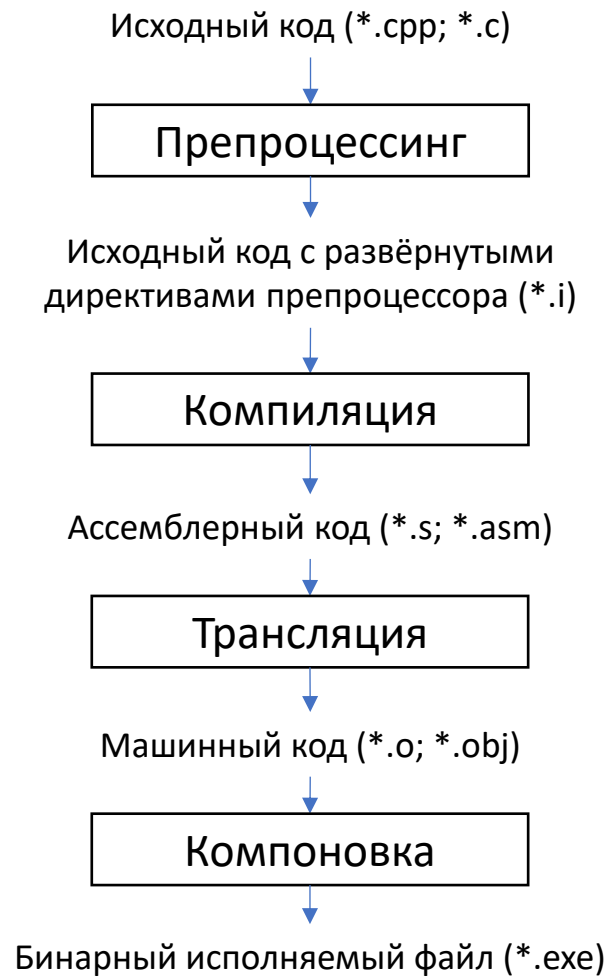 Исходный код (*.cpp; *.c)
Препроцессинг
Исходный код с развёрнутыми
директивами препроцессора (*.i)
Компиляция
Ассемблерный код (*.s; *.asm)
Трансляция
Машинный код (*.o; *.obj)
Компоновка
Бинарный исполняемый файл (*.exe)